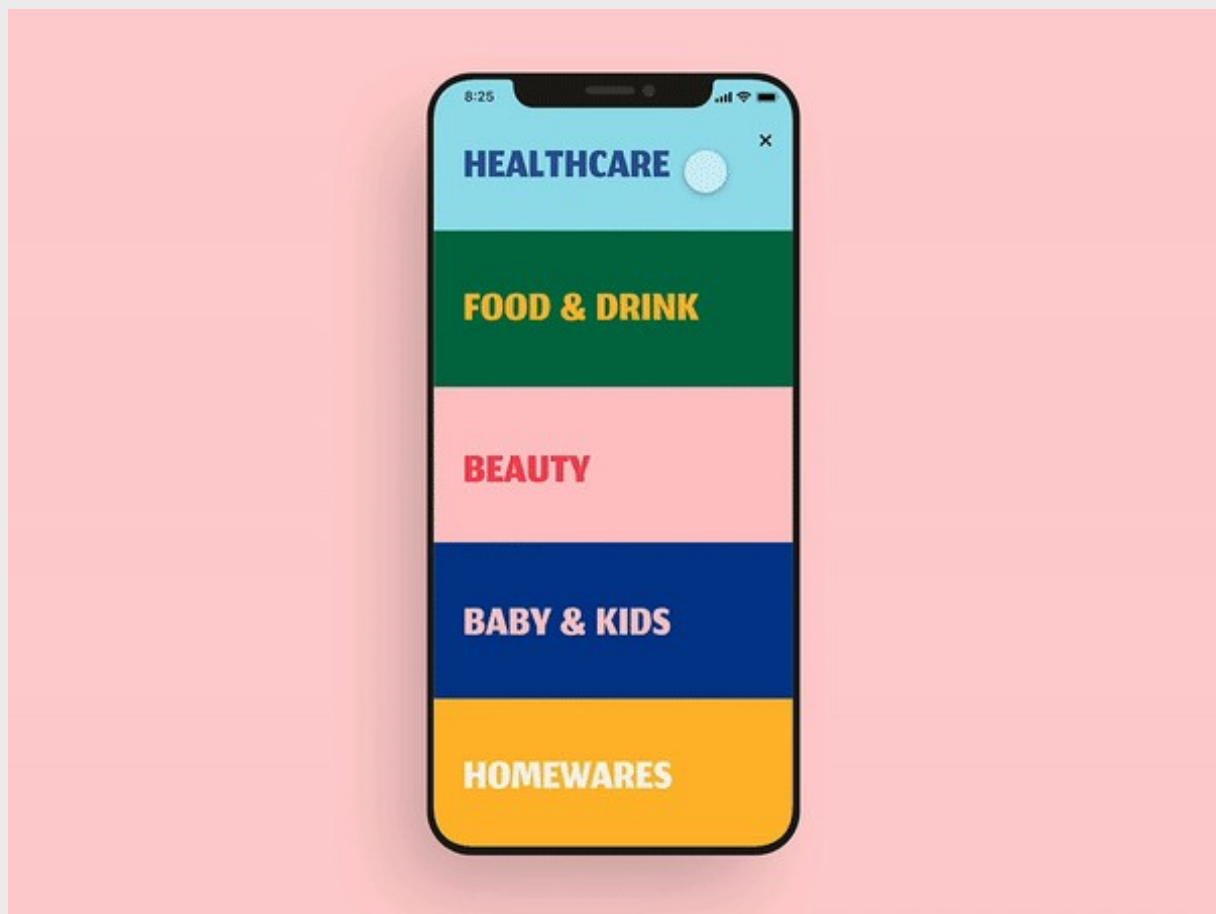 8:25
HEALTHCARE
FOOD & DRINK
BEAUTY
BABY & KIDS
HOMEWARES